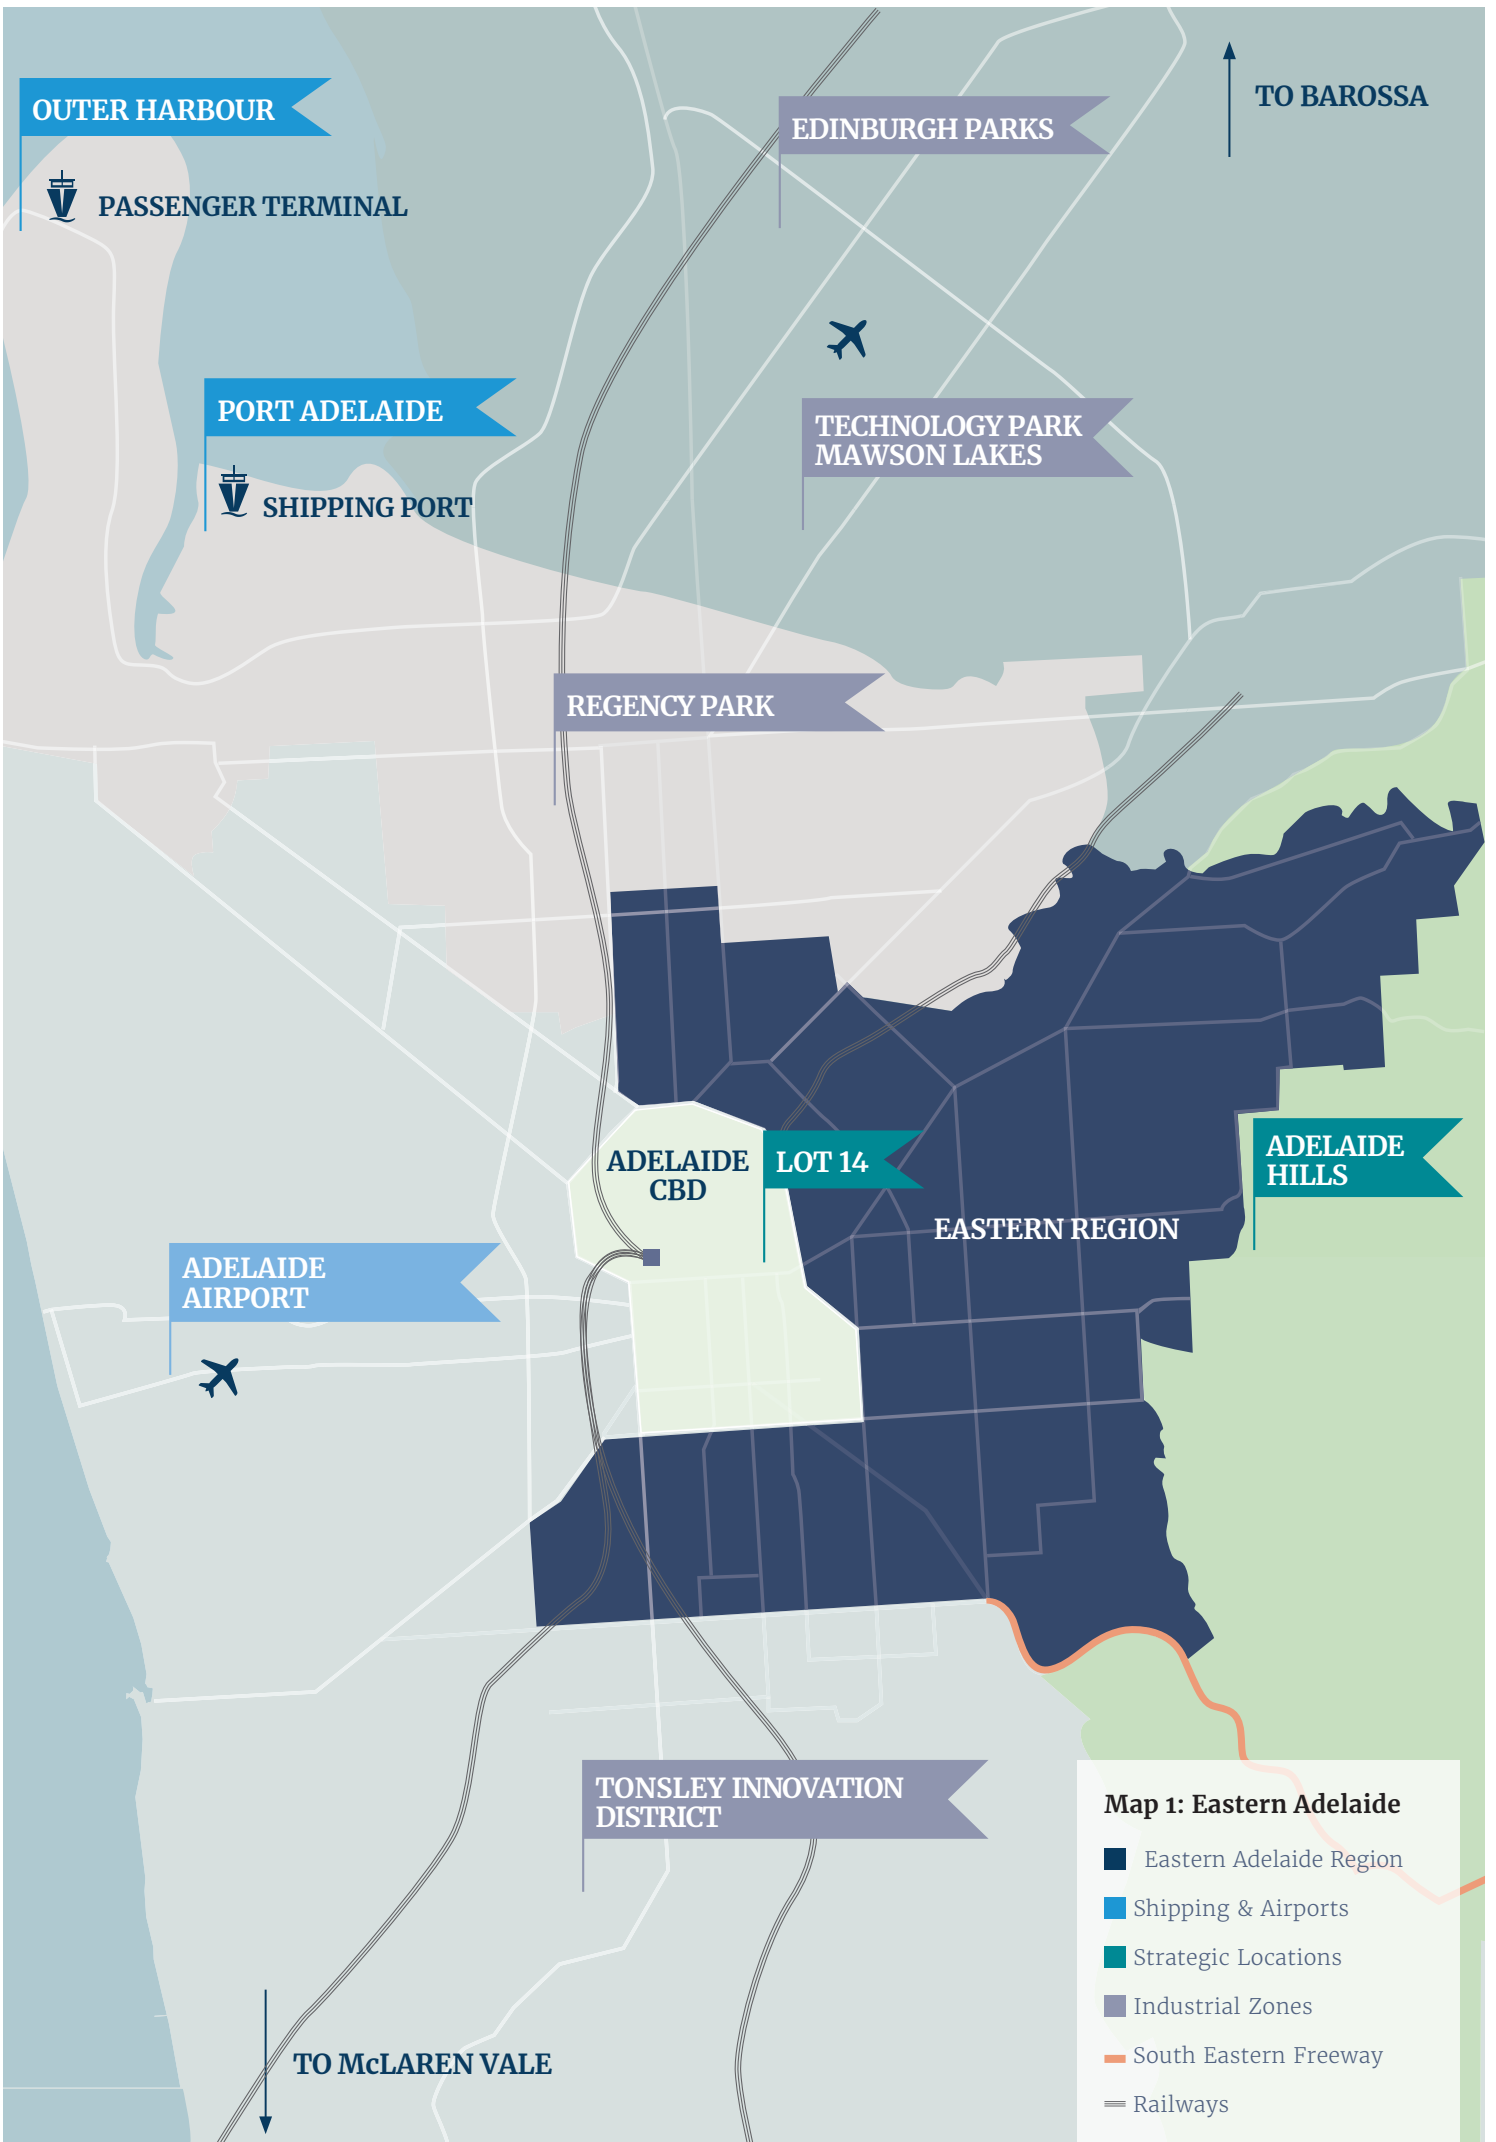 OUTER HARBOUR
PASSENGER TERMINAL
EDINBURGH PARKS
TO BAROSSA
PORT ADELAIDE
SHIPPING PORT
TECHNOLOGY PARK
MAWSON LAKES
REGENCY PARK
ADELAIDE
CBD
LOT 14
ADELAIDE
HILLS
EASTERN REGION
ADELAIDE
AIRPORT
TONSLEY INNOVATION
DISTRICT
TO McLAREN VALE
Map 1: Eastern Adelaide
Eastern Adelaide Region
Shipping & Airports
Strategic Locations
Industrial Zones
South Eastern Freeway
Railways